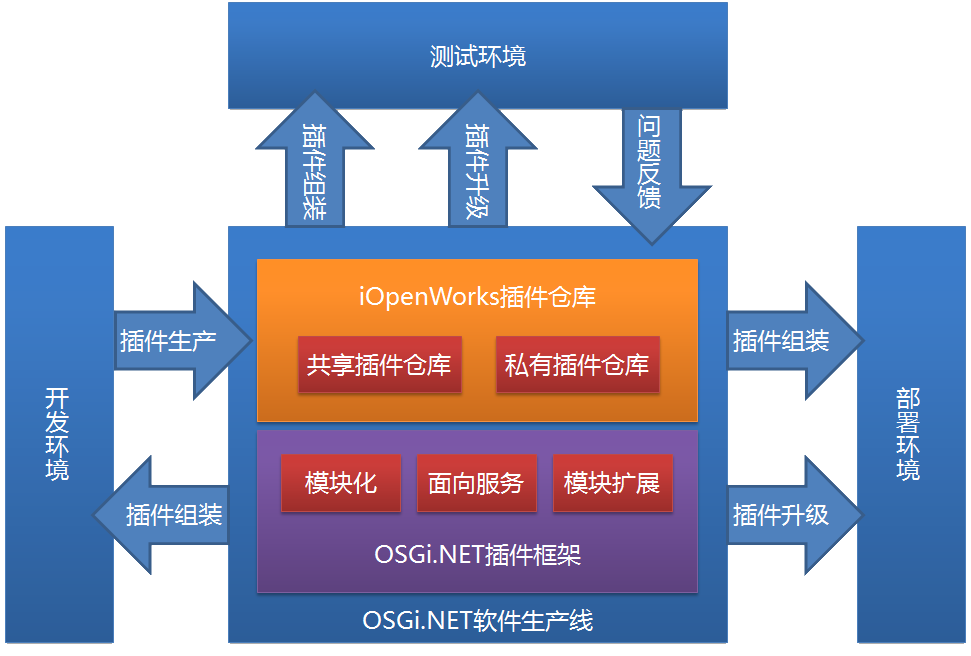 测试环境
插件组装
插件升级
问题反馈
开发环境
插件生产
插件组装
iOpenWorks插件仓库
共享插件仓库
私有插件仓库
模块化
面向服务
模块扩展
OSGi.NET插件框架
OSGi.NET软件生产线
插件组装
插件升级
部署环境